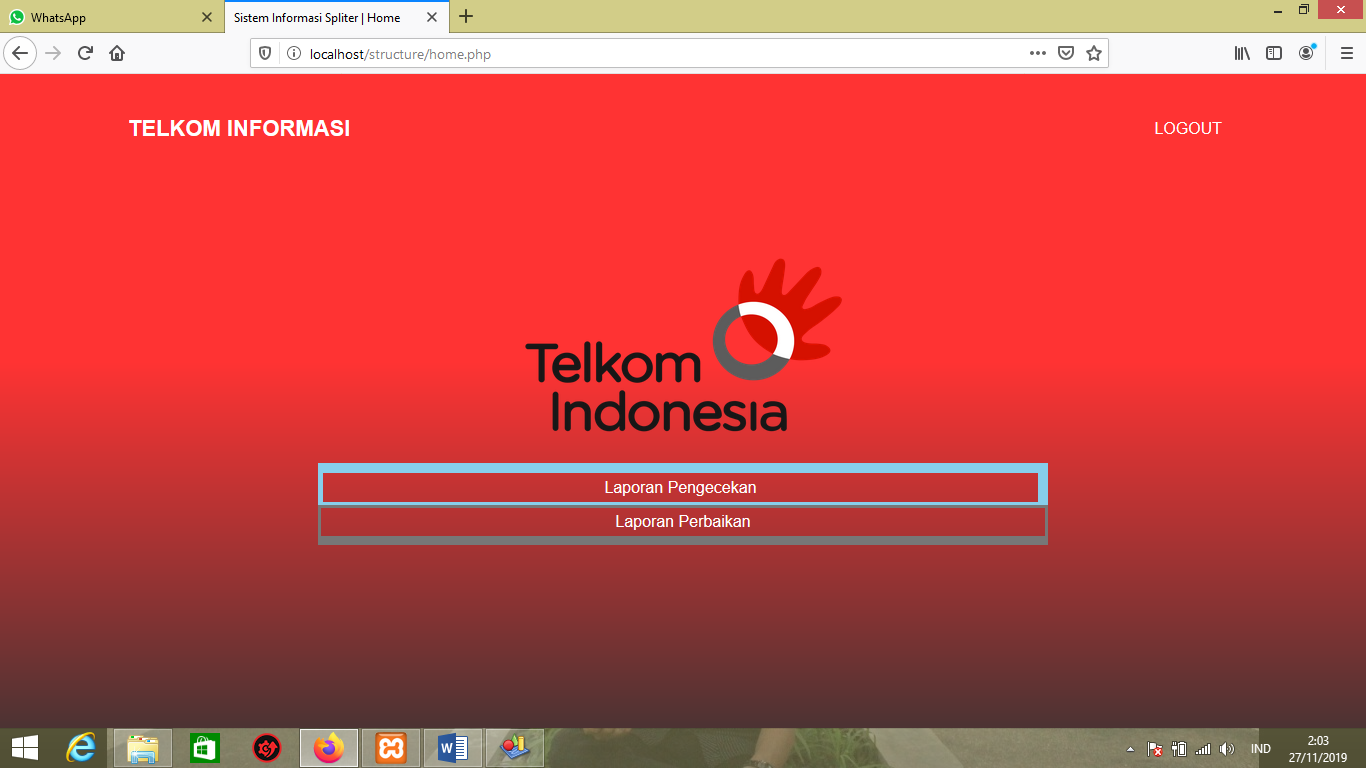 WhatsApp
Sistem Informasi Spliter | Home
localhost/structure/home.php
TELKOM INFORMASI
LOGOUT
Telkom
Indonesia
Laporan Pengecekan
Laporan Perbaikan
IND
2:03
27/11/2019